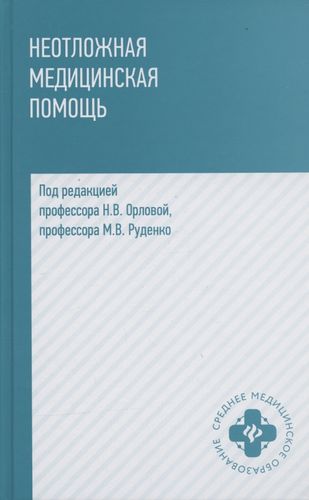 НЕОТЛОЖНАЯ
МЕДИЦИНСКАЯ
ПОМОЩЬ
Под редакцией
профессора Н.В. Орловой,
профессора М.В. Руденко
СРЕДНЕЕ МЕДИЦИНСКОЕ ОБРАЗОВАНИЕ